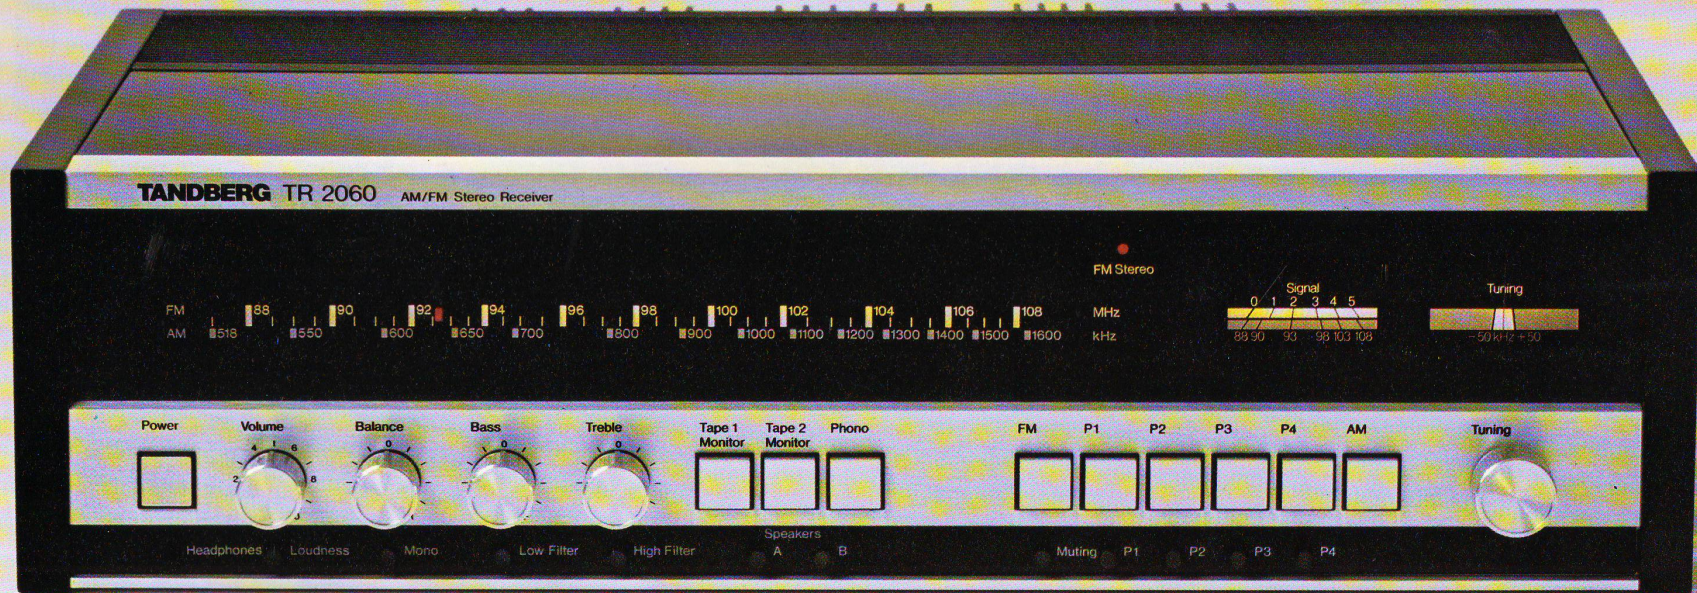 TANDBERG TR 2060 AM/FM Stereo Receiver
FM Stereo
Signal
Tuning
0 1 2 3 4 5
FM 88 90 92 94 96 98 100 102 104 106 108 MHz
AM 518 550 600 650 700 800 900 1000 1100 1200 1300 1400 1500 1600 kHz
88 90 93 98 103 108
-50 kHz +50
Power
Volume
Balance
Bass
Treble
Tape 1 Monitor
Tape 2 Monitor
Phono
FM
P1
P2
P3
P4
AM
Tuning
2 4 6 8
0
0
0
Speakers
Headphones Loudness Mono Low Filter High Filter A B Muting P1 P2 P3 P4